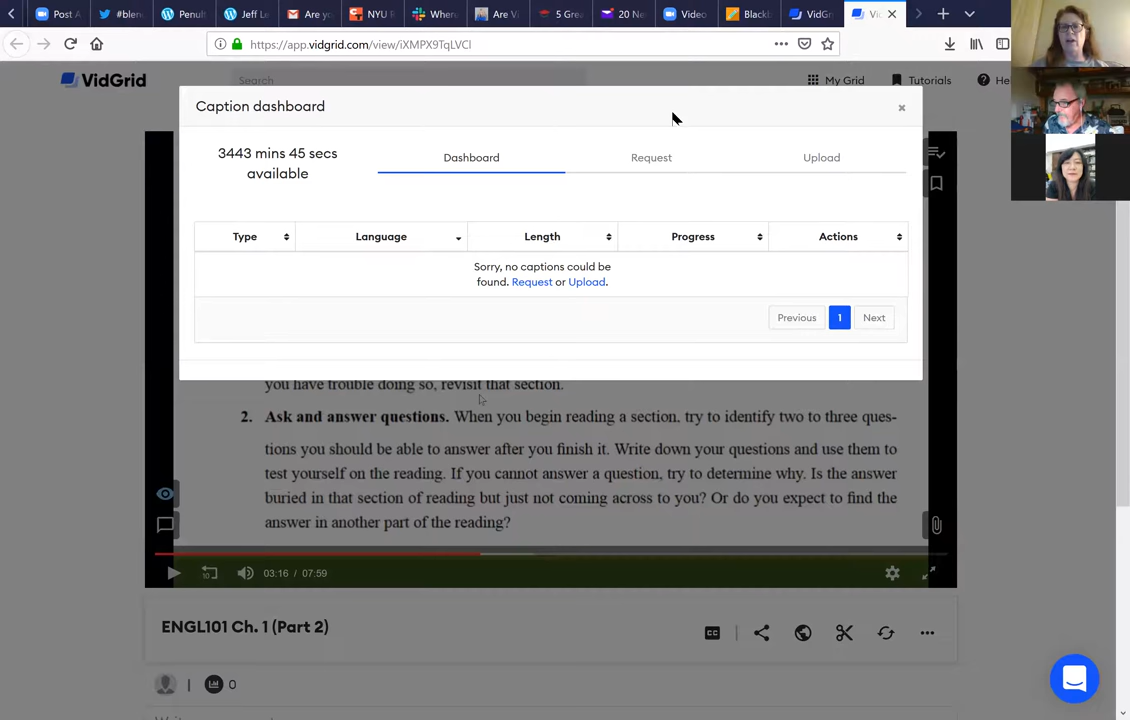 Post A
#blen
Penult
Jeff Le
Are yo
NYU R
Where
Are Va
5 Grea
20 Ne
Video
Blackb
VidGr
Vid
https://app.vidgrid.com/view/iXMPX9TqLVCl
VidGrid
Search
My Grid
Tutorials
Hel
Caption dashboard
×
3443 mins 45 secs
available
Dashboard
Request
Upload
Type
Language
Length
Progress
Actions
Sorry, no captions could be
found. Request or Upload.
Previous
1
Next
you have trouble doing so, revisit that section.
2. Ask and answer questions. When you begin reading a section, try to identify two to three ques-
tions you should be able to answer after you finish it. Write down your questions and use them to
test yourself on the reading. If you cannot answer a question, try to determine why. Is the answer
buried in that section of reading but just not coming across to you? Or do you expect to find the
answer in another part of the reading?
10
03:16 / 07:59
ENGL101 Ch. 1 (Part 2)
CC
0